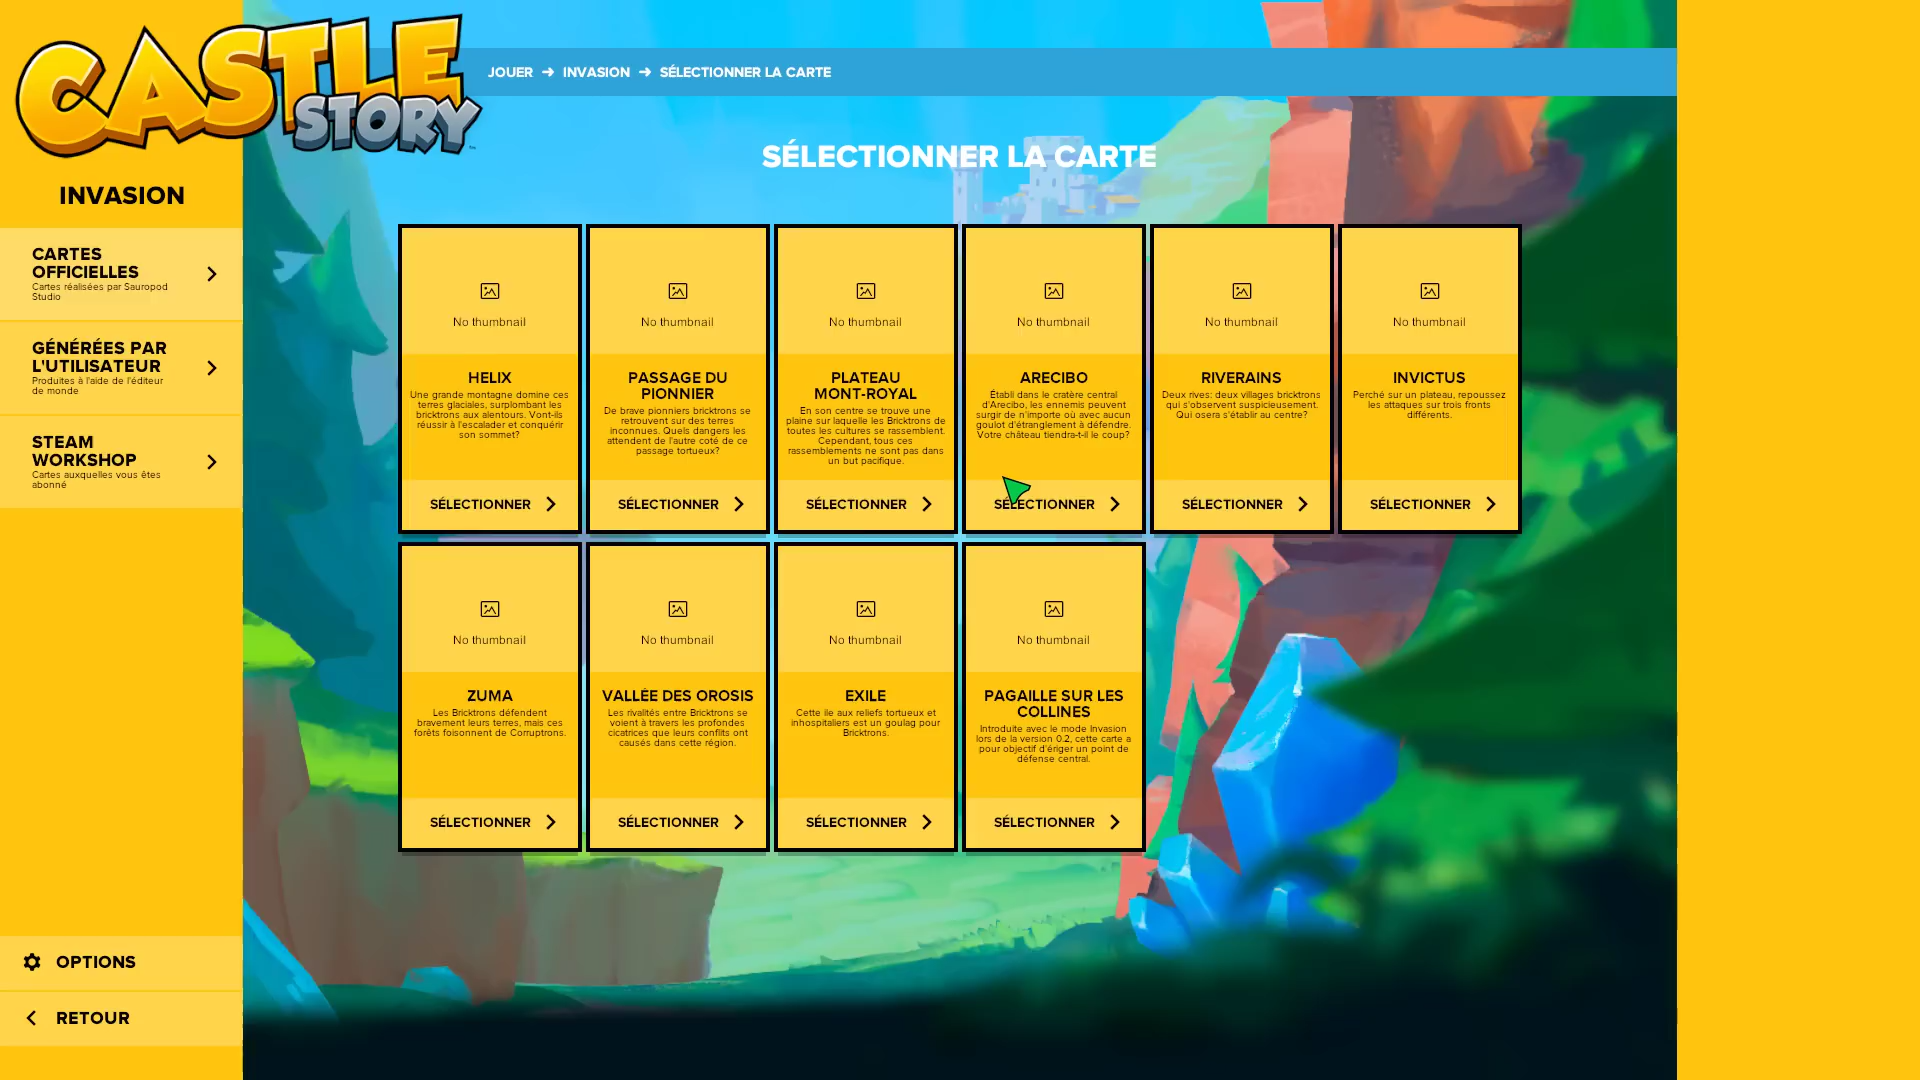 CASTLE
STORY
JOUER → INVASION → SÉLECTIONNER LA CARTE
SÉLECTIONNER LA CARTE
INVASION
CARTES
OFFICIELLES
Cartes réalisées par Sauropod
Studio
GÉNÉRÉES PAR
L'UTILISATEUR
Produites à l'aide de l'éditeur
de monde
STEAM
WORKSHOP
Cartes auxquelles vous êtes
abonné
OPTIONS
RETOUR
No thumbnail
HELIX
Une grande montagne domine ces
terres glaciales, surplombant les
bricktrons aux alentours. Vont-ils
réussir à l'escalader et conquérir
son sommet?
SÉLECTIONNER
No thumbnail
PASSAGE DU
PIONNIER
De brave pionniers bricktrons se
retrouvent sur des terres
inconnues. Quels dangers les
attendent de l'autre coté de ce
passage tortueux?
SÉLECTIONNER
No thumbnail
PLATEAU
MONT-ROYAL
En son centre se trouve une
plaine sur laquelle les Bricktrons de
toutes les cultures se rassemblent.
Cependant, tous ces
rassemblements ne sont pas dans
un but pacifique.
SÉLECTIONNER
No thumbnail
ARECIBO
Établi dans le cratère central
d'Arecibo, les ennemis peuvent
surgir de n'importe où avec aucun
goulot d'étranglement à défendre.
Votre château tiendra-t-il le coup?
SÉLECTIONNER
No thumbnail
RIVERAINS
Deux rives: deux villages bricktrons
qui s'observent suspicieusement.
Qui osera s'établir au centre?
SÉLECTIONNER
No thumbnail
INVICTUS
Perché sur un plateau, repoussez
les attaques sur trois fronts
différents.
SÉLECTIONNER
No thumbnail
ZUMA
Les Bricktrons défendent
bravement leurs terres, mais ces
forêts foisonnent de Corruptrons.
SÉLECTIONNER
No thumbnail
VALLÉE DES OROSIS
Les rivalités entre Bricktrons se
voient à travers les profondes
cicatrices que leurs conflits ont
causés dans cette région.
SÉLECTIONNER
No thumbnail
EXILE
Cette ile aux reliefs tortueux et
inhospitaliers est un goulag pour
Bricktrons.
SÉLECTIONNER
No thumbnail
PAGAILLE SUR LES
COLLINES
Introduite avec le mode Invasion
lors de la version 0.2, cette carte a
pour objectif d'ériger un point de
défense central.
SÉLECTIONNER